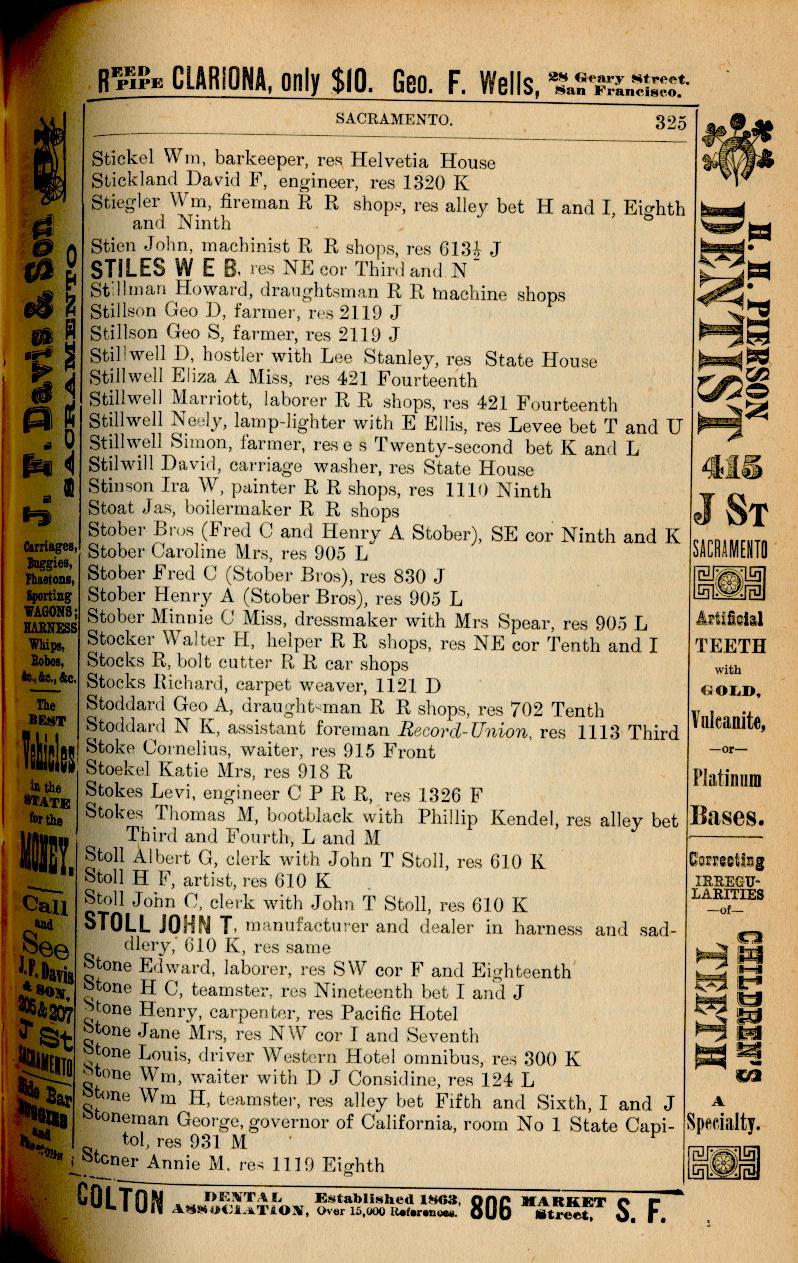 REED PIPE CLARIONA, only $10. Geo. F. Wells, 28 Geary Street, San Francisco.
SACRAMENTO. 325
Stickel Wm, barkeeper, res Helvetia House
Stickland David F, engineer, res 1320 K
Stiegler Wm, fireman R R shops, res alley bet H and I, Eighth
and Ninth
Stien John, machinist R R shops, res 613½ J
STILES W E B, res NE cor Third and N
Stillman Howard, draughtsman R R machine shops
Stillson Geo D, farmer, res 2119 J
Stillson Geo S, farmer, res 2119 J
Stillwell D, hostler with Lee Stanley, res State House
Stillwell Eliza A Miss, res 421 Fourteenth
Stillwell Marriott, laborer R R shops, res 421 Fourteenth
Stillwell Neely, lamp-lighter with E Ellis, res Levee bet T and U
Stillwell Simon, farmer, res e s Twenty-second bet K and L
Stilwill David, carriage washer, res State House
Stinson Ira W, painter R R shops, res 1110 Ninth
Stoat Jas, boilermaker R R shops
Stober Bros (Fred C and Henry A Stober), SE cor Ninth and K
Stober Caroline Mrs, res 905 L
Stober Fred C (Stober Bros), res 830 J
Stober Henry A (Stober Bros), res 905 L
Stober Minnie C Miss, dressmaker with Mrs Spear, res 905 L
Stocker Walter H, helper R R shops, res NE cor Tenth and I
Stocks R, bolt cutter R R car shops
Stocks Richard, carpet weaver, 1121 D
Stoddard Geo A, draughtsman R R shops, res 702 Tenth
Stoddard N K, assistant foreman Record-Union, res 1113 Third
Stoke Cornelius, waiter, res 915 Front
Stoekel Katie Mrs, res 918 R
Stokes Levi, engineer C P R R, res 1326 F
Stokes Thomas M, bootblack with Phillip Kendel, res alley bet
Third and Fourth, L and M
Stoll Albert G, clerk with John T Stoll, res 610 K
Stoll H F, artist, res 610 K
Stoll John C, clerk with John T Stoll, res 610 K
STOLL JOHN T, manufacturer and dealer in harness and sad-
dlery, 610 K, res same
Stone Edward, laborer, res SW cor F and Eighteenth
Stone H C, teamster, res Nineteenth bet I and J
Stone Henry, carpenter, res Pacific Hotel
Stone Jane Mrs, res NW cor I and Seventh
Stone Louis, driver Western Hotel omnibus, res 300 K
Stone Wm, waiter with D J Considine, res 124 L
Stone Wm H, teamster, res alley bet Fifth and Sixth, I and J
Stoneman George, governor of California, room No 1 State Capi-
tol, res 931 M
Stoner Annie M, res 1119 Eighth
J. F. Davis & Son
SACRAMENTO
Carriages,
Buggies,
Phaetons,
Sporting
WAGONS;
HARNESS
Whips,
Robes,
&c., &c., &c.
The
BEST
Vehicles
in the
STATE
for the
MONEY.
Call
and
See
J.F. Davis
& SON,
205 & 207
J St
SACRAMENTO
Side Bar
BUGGIES
and
H. H. PIERSON
DENTIST
415
J ST
SACRAMENTO
Artificial
TEETH
with
GOLD,
Vulcanite,
—or—
Platinum
Bases.
Correcting
IRREGU-
LARITIES
—of—
CHILDREN'S
TEETH
A
Specialty.
COLTON DENTAL ASSOCIATION, Established 1863, Over 15,000 References. 806 MARKET Street, S. F.